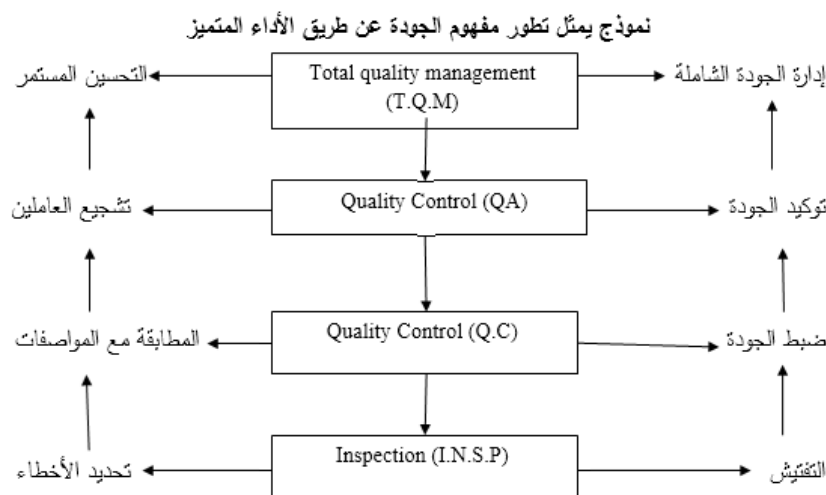 نموذج يمثل تطور مفهوم الجودة عن طريق الأداء المتميز
إدارة الجودة الشاملة
Total quality management
(T.Q.M)
التحسين المستمر
توكيد الجودة
Quality Control (QA)
تشجيع العاملين
ضبط الجودة
Quality Control (Q.C)
المطابقة مع المواصفات
التفتيش
Inspection (I.N.S.P)
تحديد الأخطاء